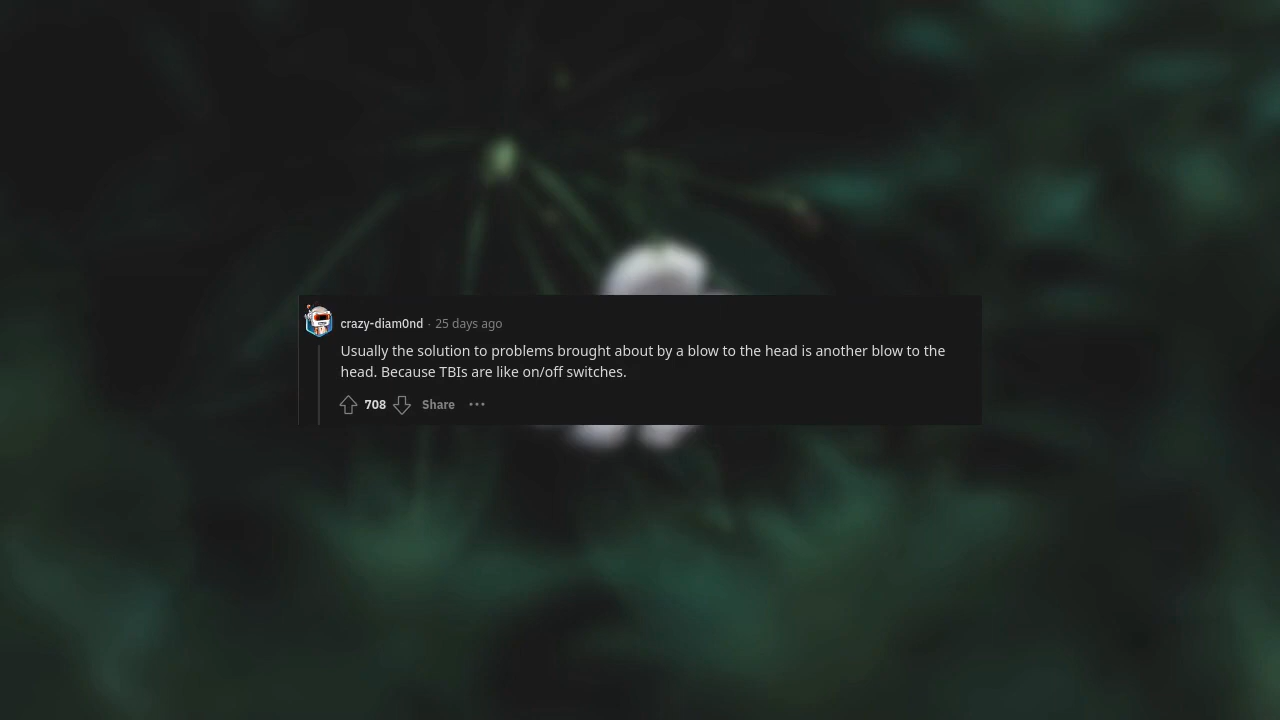 crazy-diam0nd · 25 days ago
Usually the solution to problems brought about by a blow to the head is another blow to the
head. Because TBIs are like on/off switches.
708 Share ···